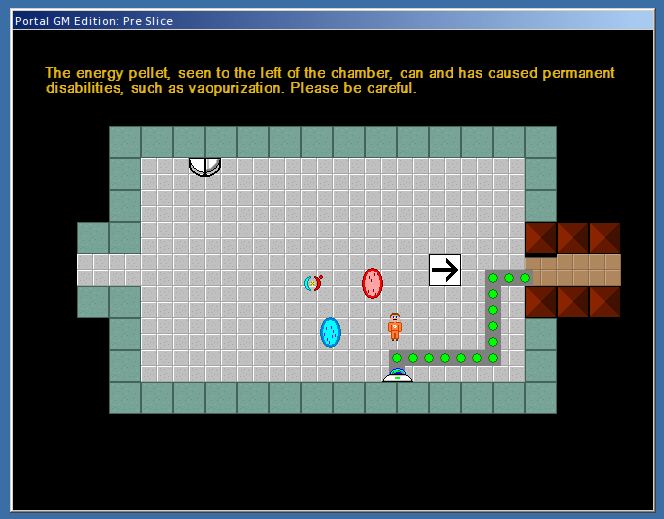 Portal GM Edition: Pre Slice
The energy pellet, seen to the left of the chamber, can and has caused permanent
disabilities, such as vaopurization. Please be careful.